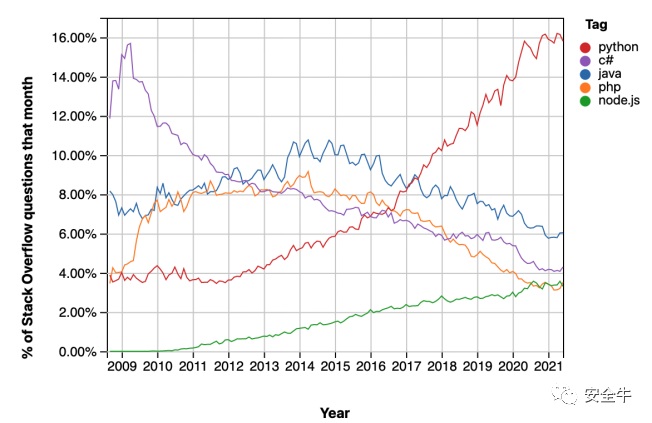 % of Stack Overflow questions that month
16.00%
14.00%
12.00%
10.00%
8.00%
6.00%
4.00%
2.00%
0.00%
2009 2010 2011 2012 2013 2014 2015 2016 2017 2018 2019 2020 2021
Year
Tag
python
c#
java
php
node.js
安全牛